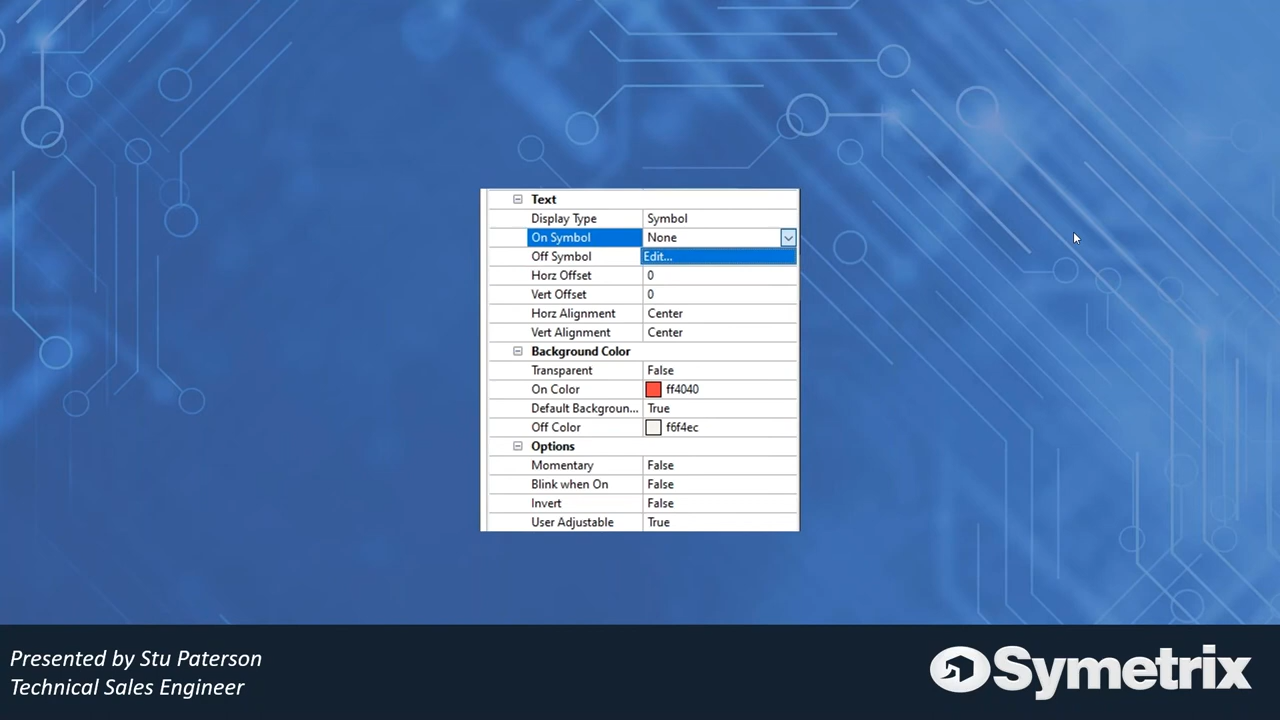 Text
Display Type Symbol
On Symbol None
Off Symbol Edit...
Horz Offset 0
Vert Offset 0
Horz Alignment Center
Vert Alignment Center
Background Color
Transparent False
On Color ff4040
Default Backgroun... True
Off Color f6f4ec
Options
Momentary False
Blink when On False
Invert False
User Adjustable True
Presented by Stu Paterson
Technical Sales Engineer
Symetrix